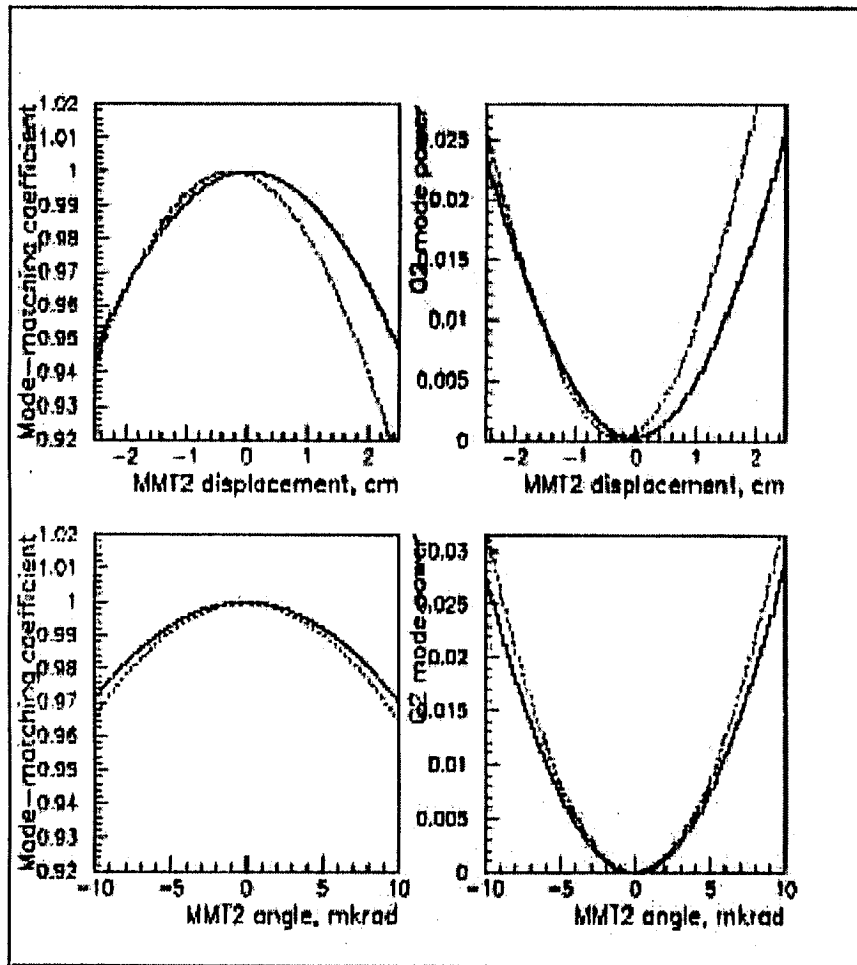 Mode-matching coefficient
1.02
1.01
1
0.99
0.98
0.97
0.96
0.95
0.94
0.93
0.92
-2 -1 0 1 2
MMT2 displacement, cm
mode power
0.025
0.02
0.015
0.01
0.005
0
-2 -1 0 1 2
MMT2 displacement, cm
Mode-matching coefficient
1.02
1.01
1
0.99
0.98
0.97
0.96
0.95
0.94
0.93
0.92
-10 -5 0 5 10
MMT2 angle, mkrad
mode power
0.03
0.025
0.02
0.015
0.01
0.005
0
-10 -5 0 5 10
MMT2 angle, mkrad